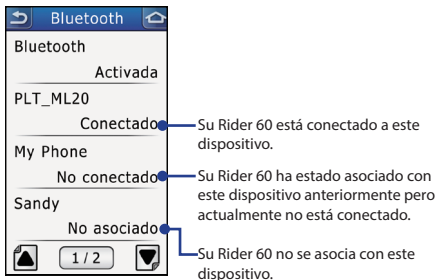 Bluetooth
Bluetooth
Activada
PLT_ML20
Conectado
My Phone
No conectado
Sandy
No asociado
1/2
Su Rider 60 está conectado a este
dispositivo.
Su Rider 60 ha estado asociado con
este dispositivo anteriormente pero
actualmente no está conectado.
Su Rider 60 no se asocia con este
dispositivo.